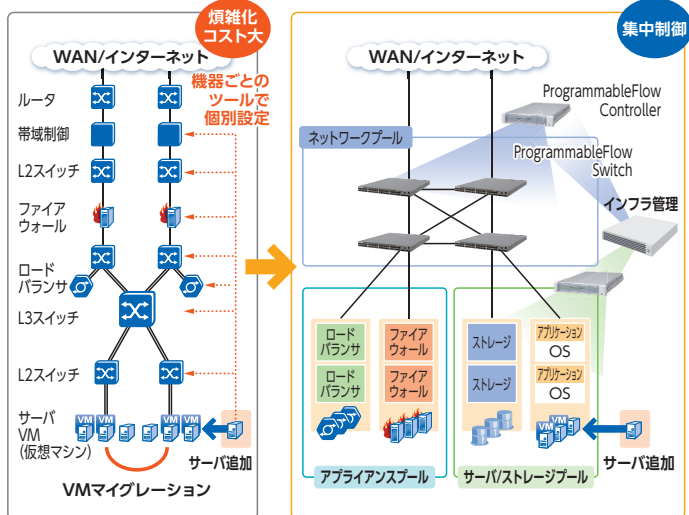 煩雑化
コスト大
WAN/インターネット
機器ごとの
ツールで
個別設定
ルータ
帯域制御
L2スイッチ
ファイア
ウォール
ロード
バランサ
L3スイッチ
L2スイッチ
サーバ
VM
(仮想マシン)
VM
VM
VM
VM
サーバ追加
VMマイグレーション
集中制御
WAN/インターネット
ProgrammableFlow
Controller
ネットワークプール
ProgrammableFlow
Switch
インフラ管理
ロード
バランサ
ロード
バランサ
ファイア
ウォール
ファイア
ウォール
アプライアンスプール
ストレージ
ストレージ
アプリケーション
OS
アプリケーション
OS
VM
VM
サーバ追加
サーバ/ストレージプール